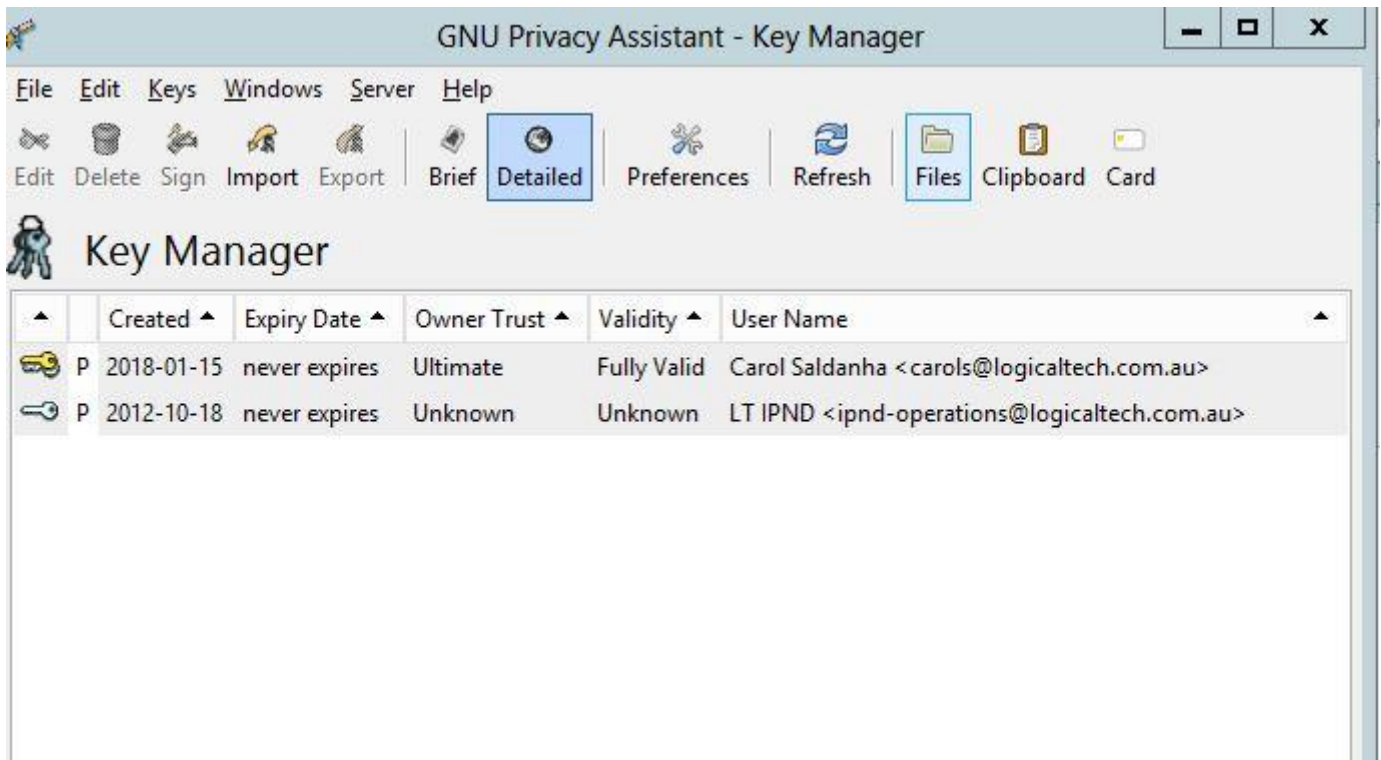 GNU Privacy Assistant - Key Manager
File Edit Keys Windows Server Help
Edit Delete Sign Import Export Brief Detailed Preferences Refresh Files Clipboard Card
Key Manager
Created Expiry Date Owner Trust Validity User Name
P 2018-01-15 never expires Ultimate Fully Valid Carol Saldanha <carols@logicaltech.com.au>
P 2012-10-18 never expires Unknown Unknown LT IPND <ipnd-operations@logicaltech.com.au>